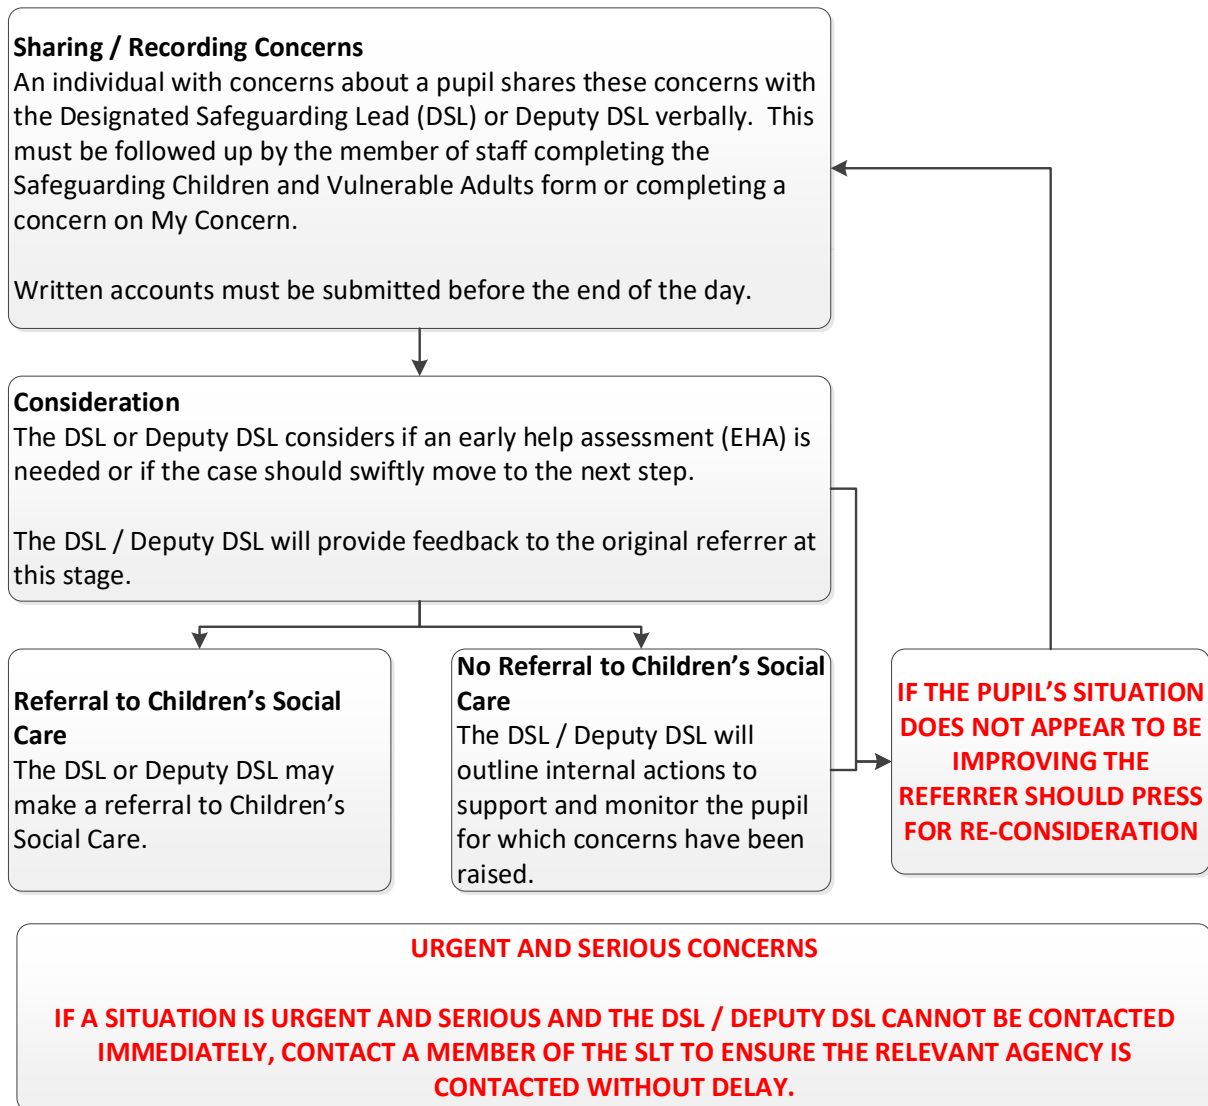 Sharing / Recording Concerns
An individual with concerns about a pupil shares these concerns with
the Designated Safeguarding Lead (DSL) or Deputy DSL verbally.  This
must be followed up by the member of staff completing the
Safeguarding Children and Vulnerable Adults form or completing a
concern on My Concern.
Written accounts must be submitted before the end of the day.
Consideration
The DSL or Deputy DSL considers if an early help assessment (EHA) is
needed or if the case should swiftly move to the next step.
The DSL / Deputy DSL will provide feedback to the original referrer at
this stage.
Referral to Children’s Social
Care
The DSL or Deputy DSL may
make a referral to Children’s
Social Care.
No Referral to Children’s Social
Care
The DSL / Deputy DSL will
outline internal actions to
support and monitor the pupil
for which concerns have been
raised.
IF THE PUPIL’S SITUATION
DOES NOT APPEAR TO BE
IMPROVING THE
REFERRER SHOULD PRESS
FOR RE-CONSIDERATION
URGENT AND SERIOUS CONCERNS
IF A SITUATION IS URGENT AND SERIOUS AND THE DSL / DEPUTY DSL CANNOT BE CONTACTED
IMMEDIATELY, CONTACT A MEMBER OF THE SLT TO ENSURE THE RELEVANT AGENCY IS
CONTACTED WITHOUT DELAY.